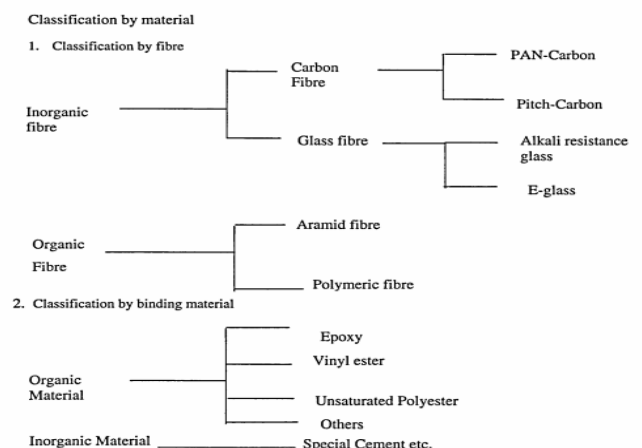 Classification by material
1. Classification by fibre
Inorganic
fibre
Carbon
Fibre
PAN-Carbon
Pitch-Carbon
Glass fibre
Alkali resistance
glass
E-glass
Organic
Fibre
Aramid fibre
Polymeric fibre
2. Classification by binding material
Organic
Material
Epoxy
Vinyl ester
Unsaturated Polyester
Others
Inorganic Material
Special Cement etc.